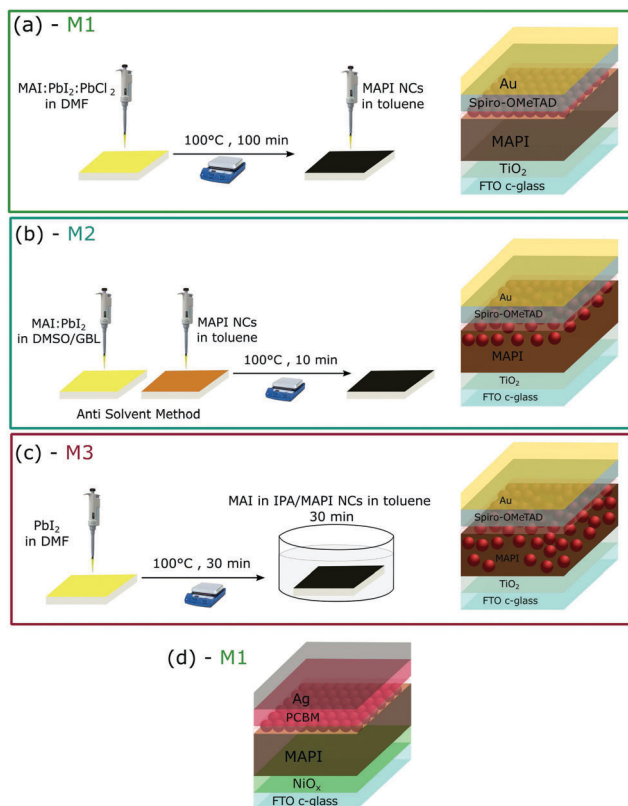 (a) - M1
MAI:PbI2:PbCl2
in DMF
100°C , 100 min
MAPI NCs
in toluene
Au
Spiro-OMeTAD
MAPI
TiO2
FTO c-glass
(b) - M2
MAI:PbI2
in DMSO/GBL
MAPI NCs
in toluene
Anti Solvent Method
100°C , 10 min
Au
Spiro-OMeTAD
MAPI
TiO2
FTO c-glass
(c) - M3
PbI2
in DMF
100°C , 30 min
MAI in IPA/MAPI NCs in toluene
30 min
Au
Spiro-OMeTAD
MAPI
TiO2
FTO c-glass
(d) - M1
Ag
PCBM
MAPI
NiOx
FTO c-glass